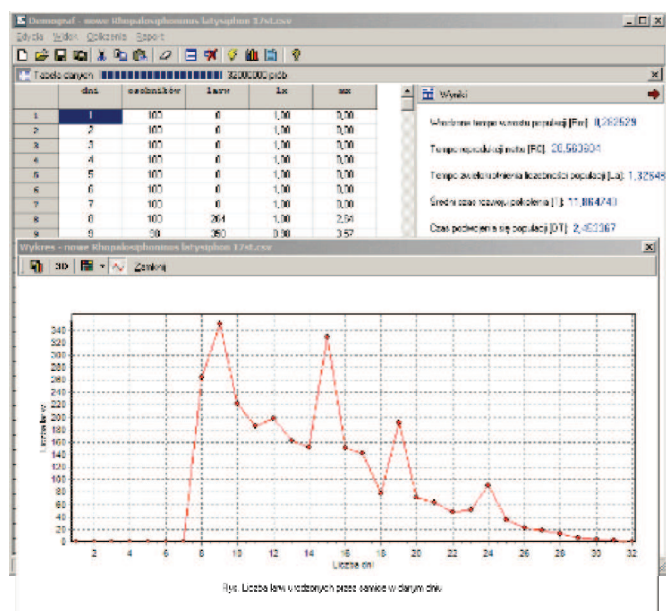 Demograf - nowe Rhopalosiphoninus latysiphon 17st.csv
Edycja Widok Obliczenia Raport
Tabela danych 32000000 prób
dni osobników larw lx mx
1 1 100 0 1,00 0,00
2 2 100 0 1,00 0,00
3 3 100 0 1,00 0,00
4 4 100 0 1,00 0,00
5 5 100 0 1,00 0,00
6 6 100 0 1,00 0,00
7 7 100 0 1,00 0,00
8 8 100 264 1,00 2,64
9 9 98 350 0,98 3,57
Wyniki
Wrodzone tempo wzrostu populacji [Rm] 0,282529
Tempo reprodukcji netto [R0]
Tempo zwielokrotnienia liczebności populacji [La]: 1,32648
Średni czas rozwoju pokolenia [T]: 11,864743
Czas podwojenia się populacji [DT]: 2,453367
Wykres - nowe Rhopalosiphoninus latysiphon 17st.csv
3D Zamknij
Liczba larw
340
320
300
280
260
240
220
200
180
160
140
120
100
80
60
40
20
0
2 4 6 8 10 12 14 16 18 20 22 24 26 28 30 32
Liczba dni
Rys. Liczba larw urodzonych przez samice w danym dniu